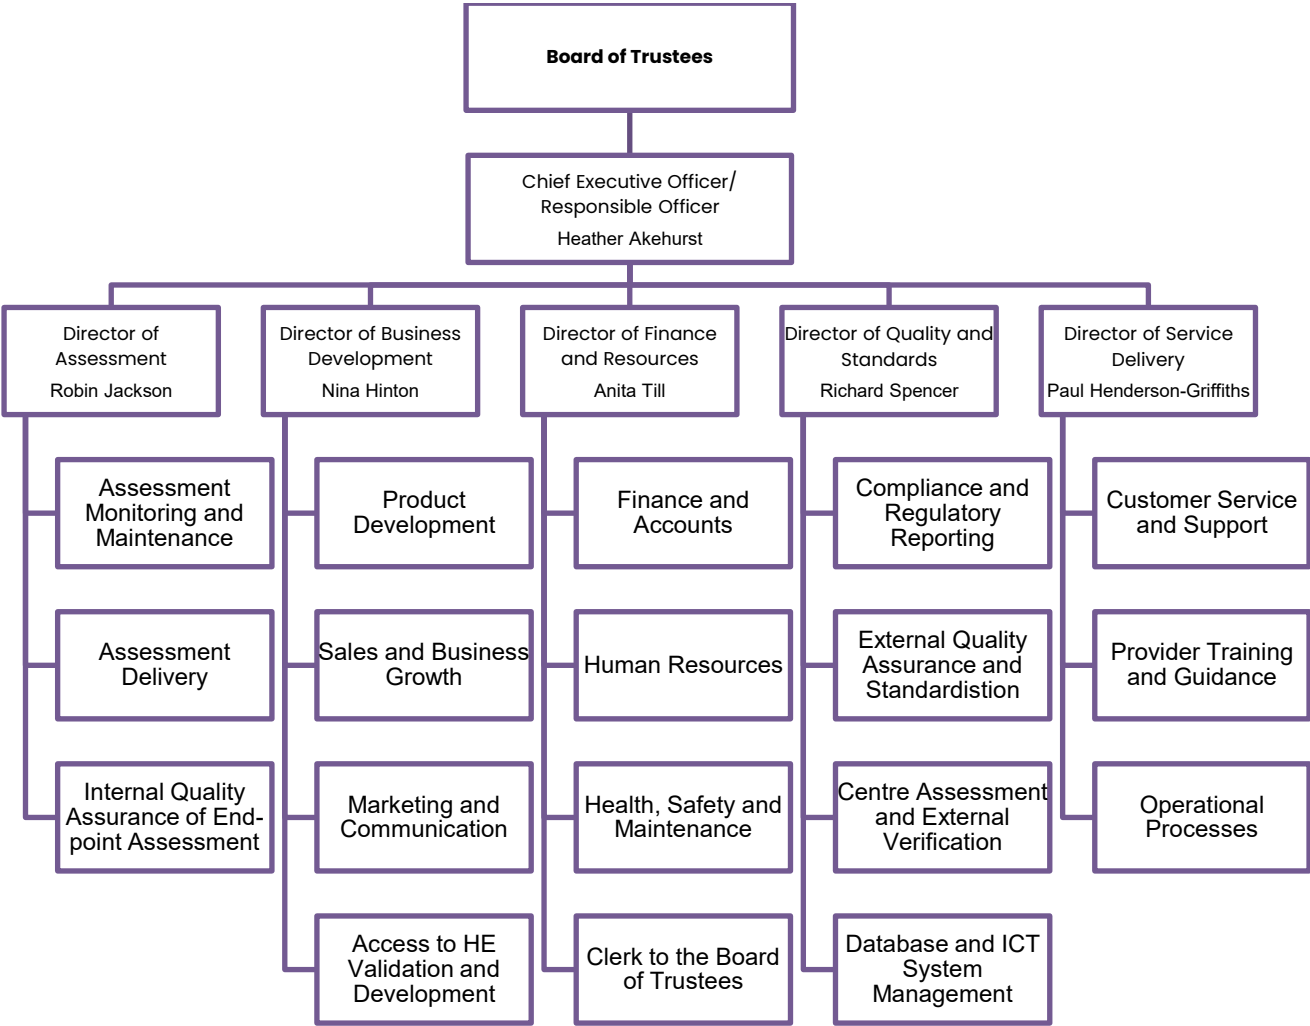 Board of Trustees
Chief Executive Officer/
Responsible Officer
Heather Akehurst
Director of
Assessment
Robin Jackson
Director of Business
Development
Nina Hinton
Director of Finance
and Resources
Anita Till
Director of Quality and
Standards
Richard Spencer
Director of Service
Delivery
Paul Henderson-Griffiths
Assessment
Monitoring and
Maintenance
Product
Development
Finance and
Accounts
Compliance and
Regulatory
Reporting
Customer Service
and Support
Assessment
Delivery
Sales and Business
Growth
Human Resources
External Quality
Assurance and
Standardistion
Provider Training
and Guidance
Internal Quality
Assurance of End-
point Assessment
Marketing and
Communication
Health, Safety and
Maintenance
Centre Assessment
and External
Verification
Operational
Processes
Access to HE
Validation and
Development
Clerk to the Board
of Trustees
Database and ICT
System
Management